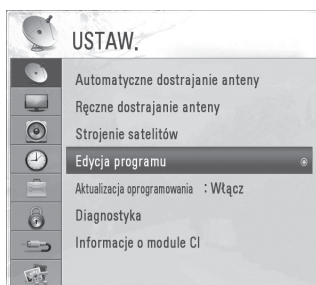 USTAW.
Automatyczne dostrajanie anteny
Ręczne dostrajanie anteny
Strojenie satelitów
Edycja programu
Aktualizacja oprogramowania : Włącz
Diagnostyka
Informacje o module CI